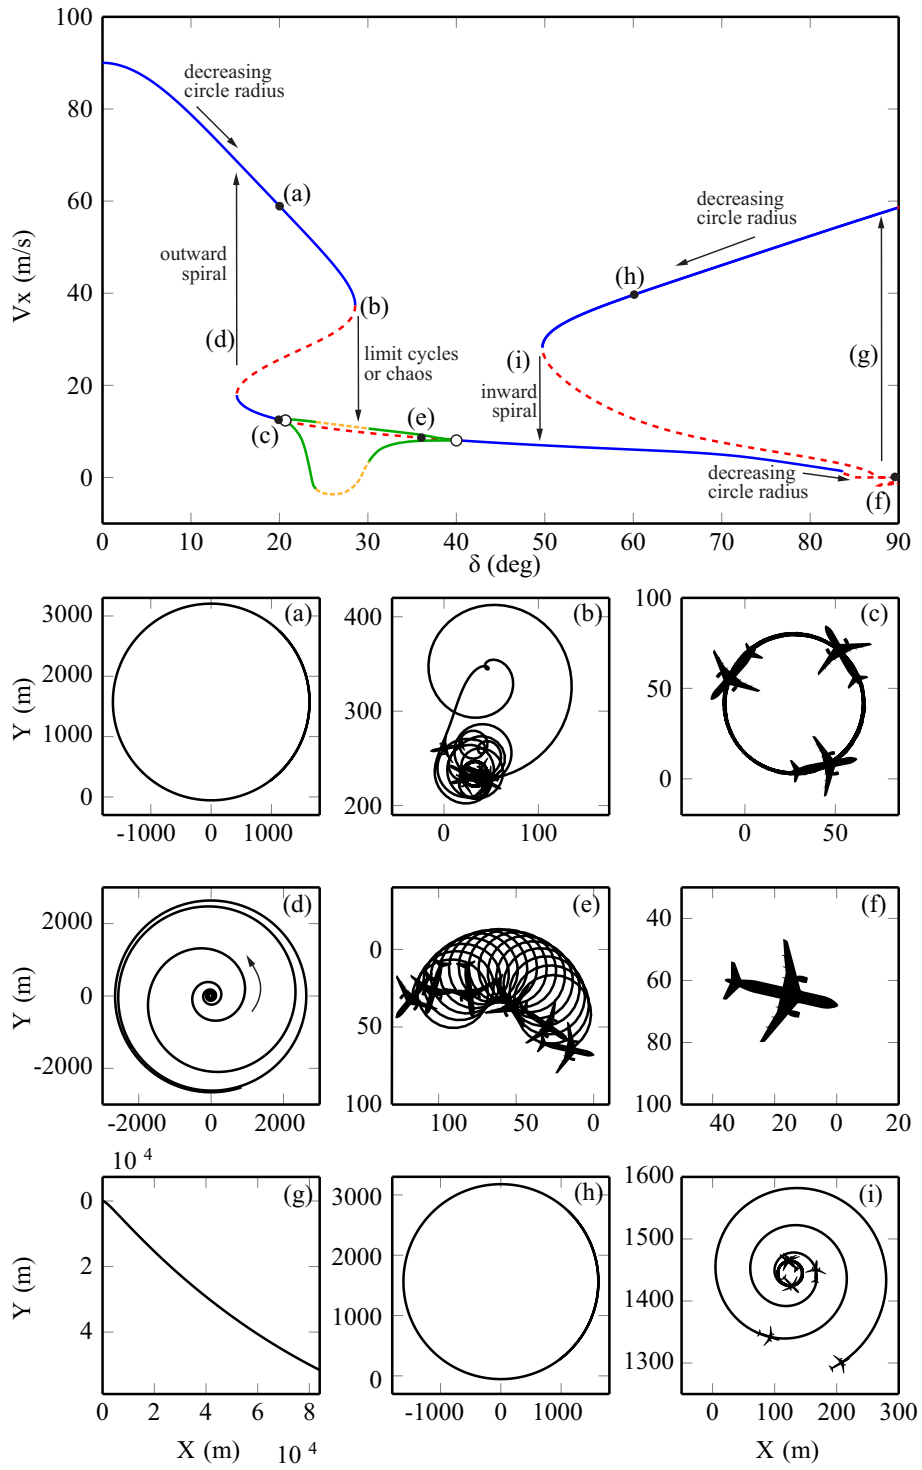 100
80
60
40
20
0
Vx (m/s)
decreasing
circle radius
(a)
outward
spiral
(d)
(b)
limit cycles
or chaos
(c)
(e)
decreasing
circle radius
(h)
(i)
inward
spiral
(g)
decreasing
circle radius
(f)
0 10 20 30 40 50 60 70 80 90
δ (deg)
(a)
3000
2000
1000
0
Y (m)
-1000 0 1000
(b)
400
300
200
0 100
(c)
100
50
0
0 50
(d)
2000
0
-2000
Y (m)
-2000 0 2000
(e)
0
50
100
100 50 0
(f)
30
40
60
80
100
40 20 0 20
10 4
(g)
0
2
4
Y (m)
0 2 4 6 8
X (m) 10 4
(h)
3000
2000
1000
0
-1000 0 1000
(i)
1600
1500
1400
1300
0 100 200 300
X (m)